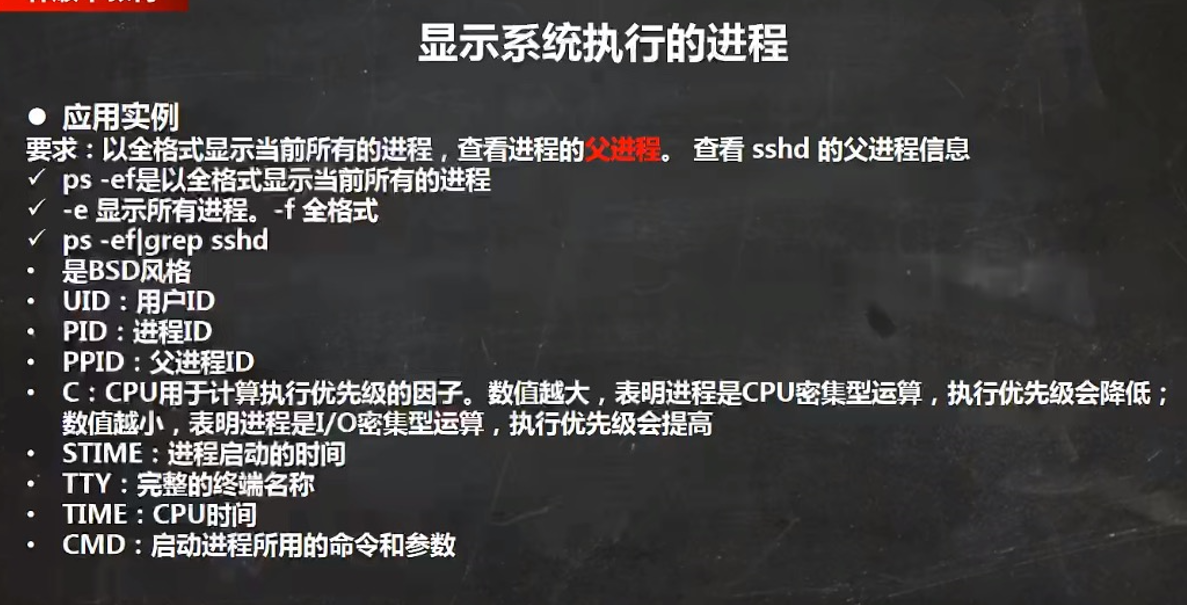 显示系统执行的进程
● 应用实例
要求：以全格式显示当前所有的进程，查看进程的父进程。 查看 sshd 的父进程信息
✓ ps -ef是以全格式显示当前所有的进程
✓ -e 显示所有进程。-f 全格式
✓ ps -ef|grep sshd
• 是BSD风格
• UID：用户ID
• PID：进程ID
• PPID：父进程ID
• C：CPU用于计算执行优先级的因子。数值越大，表明进程是CPU密集型运算，执行优先级会降低；
数值越小，表明进程是I/O密集型运算，执行优先级会提高
• STIME：进程启动的时间
• TTY：完整的终端名称
• TIME：CPU时间
• CMD：启动进程所用的命令和参数